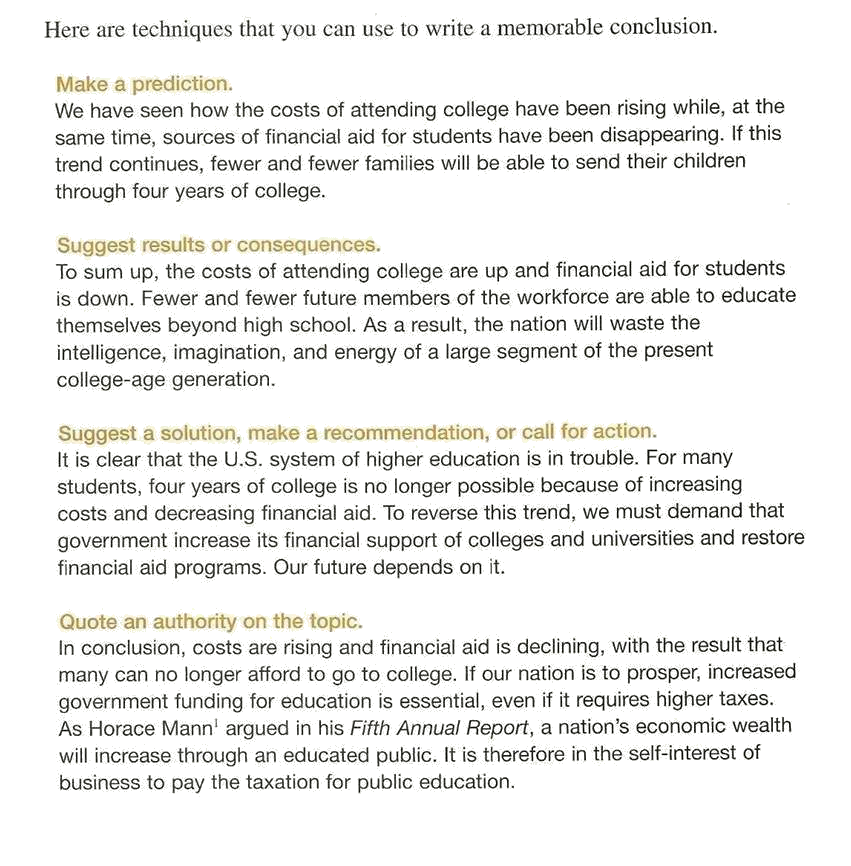 Here are techniques that you can use to write a memorable conclusion.
Make a prediction.
We have seen how the costs of attending college have been rising while, at the
same time, sources of financial aid for students have been disappearing. If this
trend continues, fewer and fewer families will be able to send their children
through four years of college.
Suggest results or consequences.
To sum up, the costs of attending college are up and financial aid for students
is down. Fewer and fewer future members of the workforce are able to educate
themselves beyond high school. As a result, the nation will waste the
intelligence, imagination, and energy of a large segment of the present
college-age generation.
Suggest a solution, make a recommendation, or call for action.
It is clear that the U.S. system of higher education is in trouble. For many
students, four years of college is no longer possible because of increasing
costs and decreasing financial aid. To reverse this trend, we must demand that
government increase its financial support of colleges and universities and restore
financial aid programs. Our future depends on it.
Quote an authority on the topic.
In conclusion, costs are rising and financial aid is declining, with the result that
many can no longer afford to go to college. If our nation is to prosper, increased
government funding for education is essential, even if it requires higher taxes.
As Horace Mann¹ argued in his Fifth Annual Report, a nation's economic wealth
will increase through an educated public. It is therefore in the self-interest of
business to pay the taxation for public education.